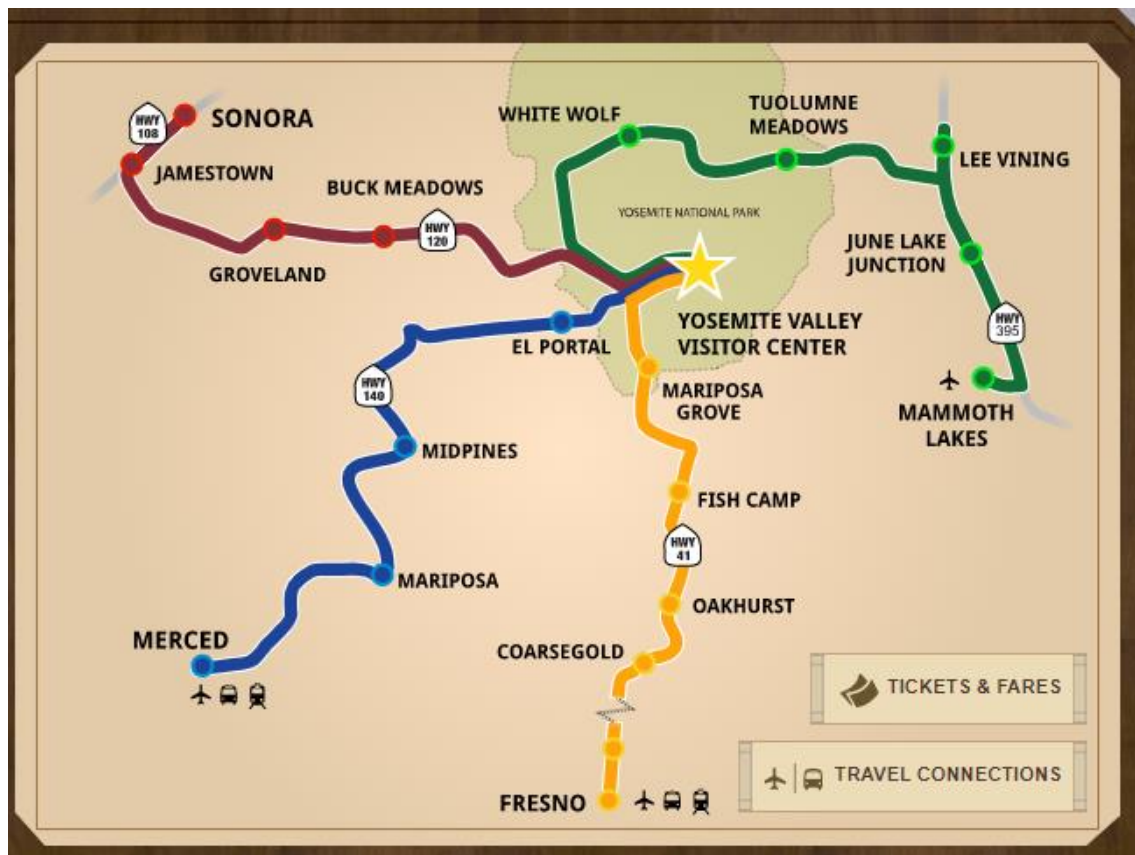 HWY
108
SONORA
JAMESTOWN
BUCK MEADOWS
HWY
120
GROVELAND
WHITE WOLF
TUOLUMNE
MEADOWS
LEE VINING
YOSEMITE NATIONAL PARK
JUNE LAKE
JUNCTION
HWY
395
YOSEMITE VALLEY
VISITOR CENTER
EL PORTAL
HWY
140
MARIPOSA
GROVE
MAMMOTH
LAKES
MIDPINES
FISH CAMP
HWY
41
MARIPOSA
OAKHURST
MERCED
COARSEGOLD
TICKETS & FARES
TRAVEL CONNECTIONS
FRESNO